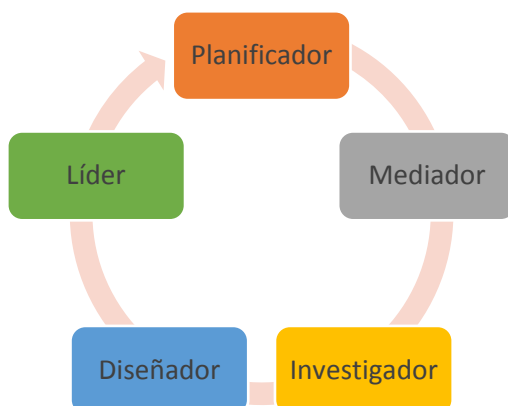 Planificador
Mediador
Investigador
Diseñador
Líder